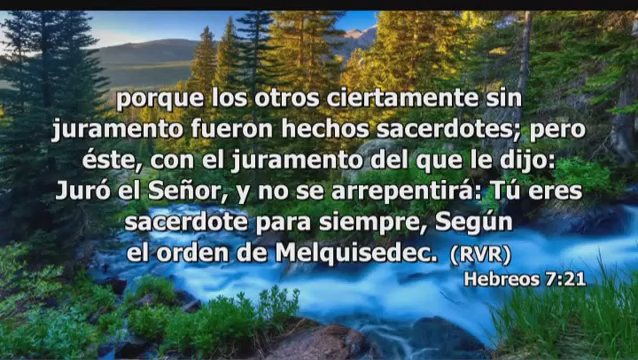 porque los otros ciertamente sin
juramento fueron hechos sacerdotes; pero
éste, con el juramento del que le dijo:
Juró el Señor, y no se arrepentirá: Tú eres
sacerdote para siempre, Según
el orden de Melquisedec. (RVR)
Hebreos 7:21